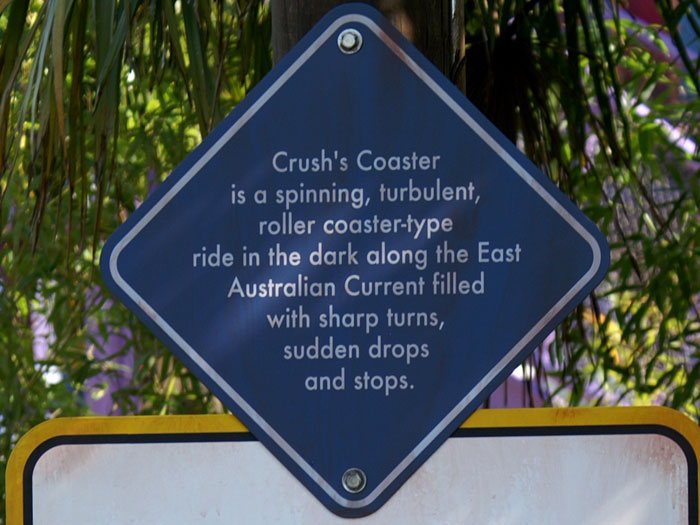 Crush's Coaster
is a spinning, turbulent,
roller coaster-type
ride in the dark along the East
Australian Current filled
with sharp turns,
sudden drops
and stops.